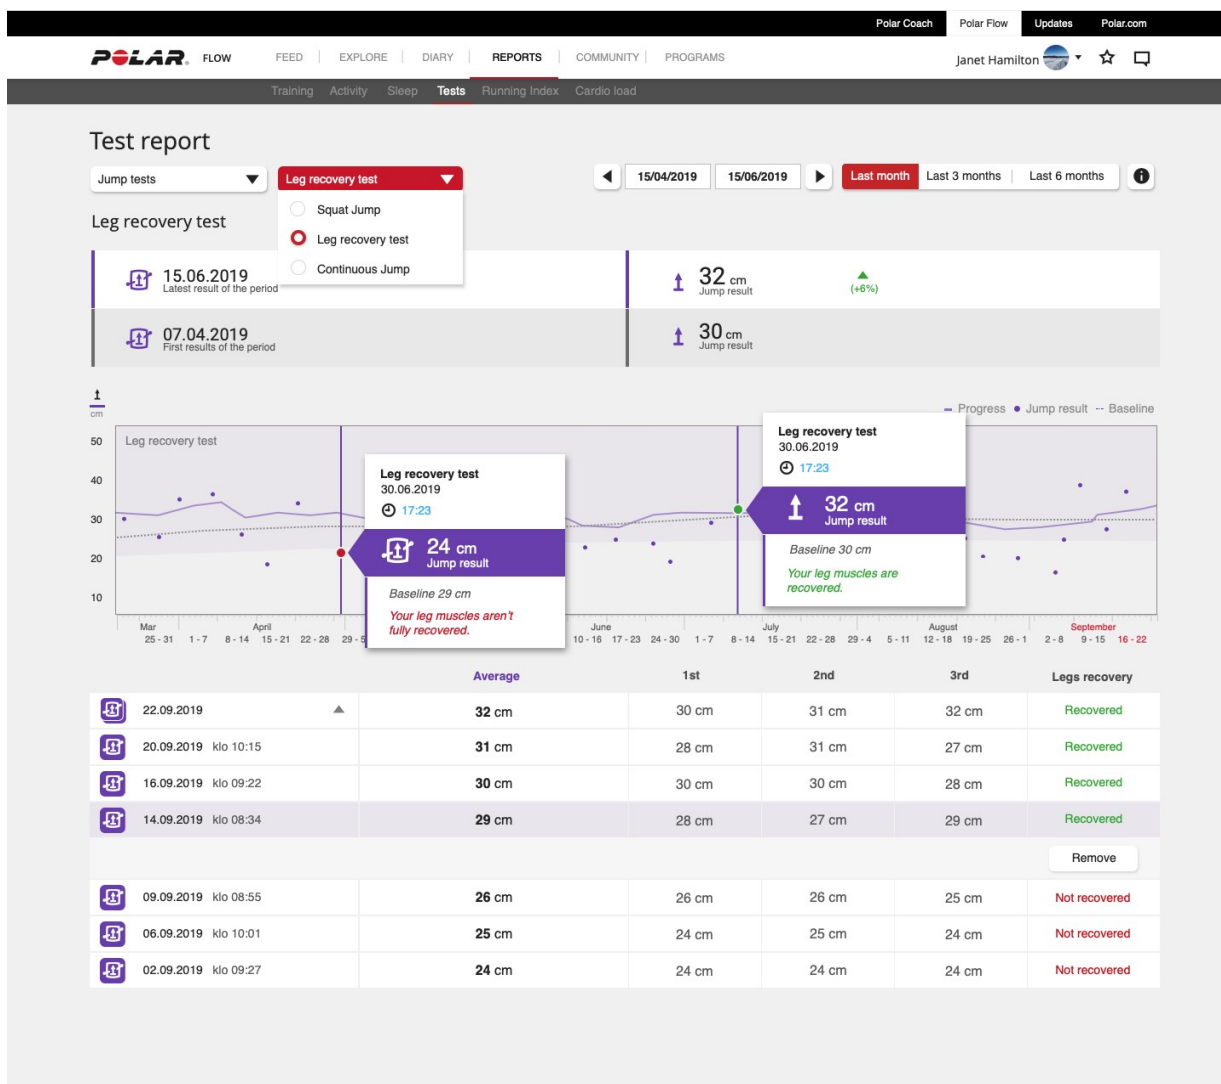 Polar Coach Polar Flow Updates Polar.com
POLAR. FLOW FEED EXPLORE DIARY REPORTS COMMUNITY PROGRAMS Janet Hamilton
Training Activity Sleep Tests Running Index Cardio load
Test report
Jump tests Leg recovery test 15/04/2019 15/06/2019 Last month Last 3 months Last 6 months
Squat Jump
Leg recovery test
Continuous Jump
Leg recovery test
15.06.2019
Latest result of the period
32 cm
Jump result
(+6%)
07.04.2019
First results of the period
30 cm
Jump result
cm
Progress Jump result Baseline
50
40
30
20
10
Leg recovery test
Leg recovery test
30.06.2019
17:23
24 cm
Jump result
Baseline 29 cm
Your leg muscles aren't
fully recovered.
Leg recovery test
30.06.2019
17:23
32 cm
Jump result
Baseline 30 cm
Your leg muscles are
recovered.
Mar April June July August September
25 - 31 1 - 7 8 - 14 15 - 21 22 - 28 29 - 5 10 - 16 17 - 23 24 - 30 1 - 7 8 - 14 15 - 21 22 - 28 29 - 4 5 - 11 12 - 18 19 - 25 26 - 1 2 - 8 9 - 15 16 - 22
Average 1st 2nd 3rd Legs recovery
22.09.2019 32 cm 30 cm 31 cm 32 cm Recovered
20.09.2019 klo 10:15 31 cm 28 cm 31 cm 27 cm Recovered
16.09.2019 klo 09:22 30 cm 30 cm 30 cm 28 cm Recovered
14.09.2019 klo 08:34 29 cm 28 cm 27 cm 29 cm Recovered
Remove
09.09.2019 klo 08:55 26 cm 26 cm 26 cm 25 cm Not recovered
06.09.2019 klo 10:01 25 cm 24 cm 25 cm 24 cm Not recovered
02.09.2019 klo 09:27 24 cm 24 cm 24 cm 24 cm Not recovered